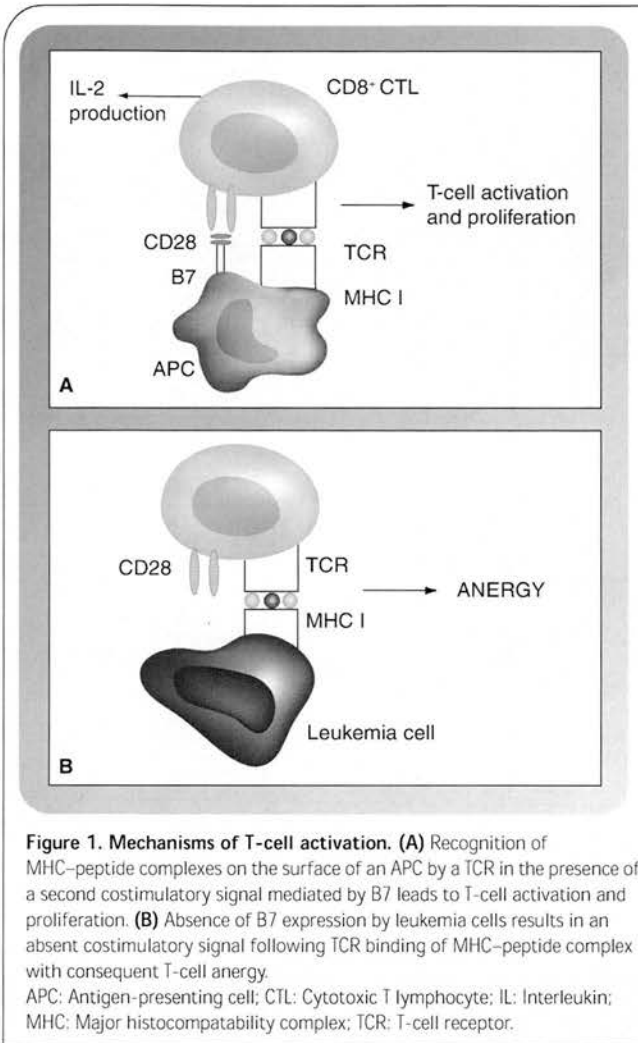 IL-2
production
CD8+ CTL
T-cell activation
and proliferation
CD28
TCR
B7
MHC I
APC
A
CD28
TCR
ANERGY
MHC I
Leukemia cell
B
Figure 1. Mechanisms of T-cell activation. (A) Recognition of
MHC–peptide complexes on the surface of an APC by a TCR in the presence of
a second costimulatory signal mediated by B7 leads to T-cell activation and
proliferation. (B) Absence of B7 expression by leukemia cells results in an
absent costimulatory signal following TCR binding of MHC–peptide complex
with consequent T-cell anergy.
APC: Antigen-presenting cell; CTL: Cytotoxic T lymphocyte; IL: Interleukin;
MHC: Major histocompatability complex; TCR: T-cell receptor.